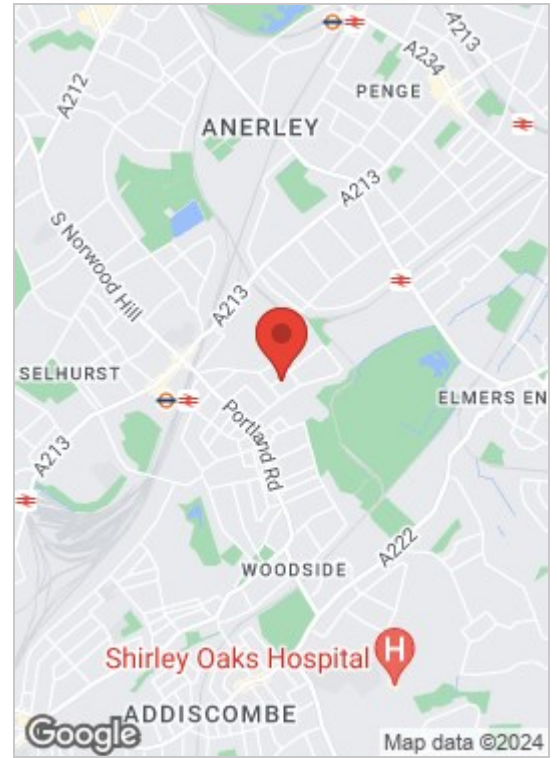 A213
A234
A212
PENGE
ANERLEY
A213
S Norwood Hill
A213
SELHURST
ELMERS EN
Portland Rd
A213
A222
WOODSIDE
Shirley Oaks Hospital
H
ADDISCOMBE
Google
Map data ©2024